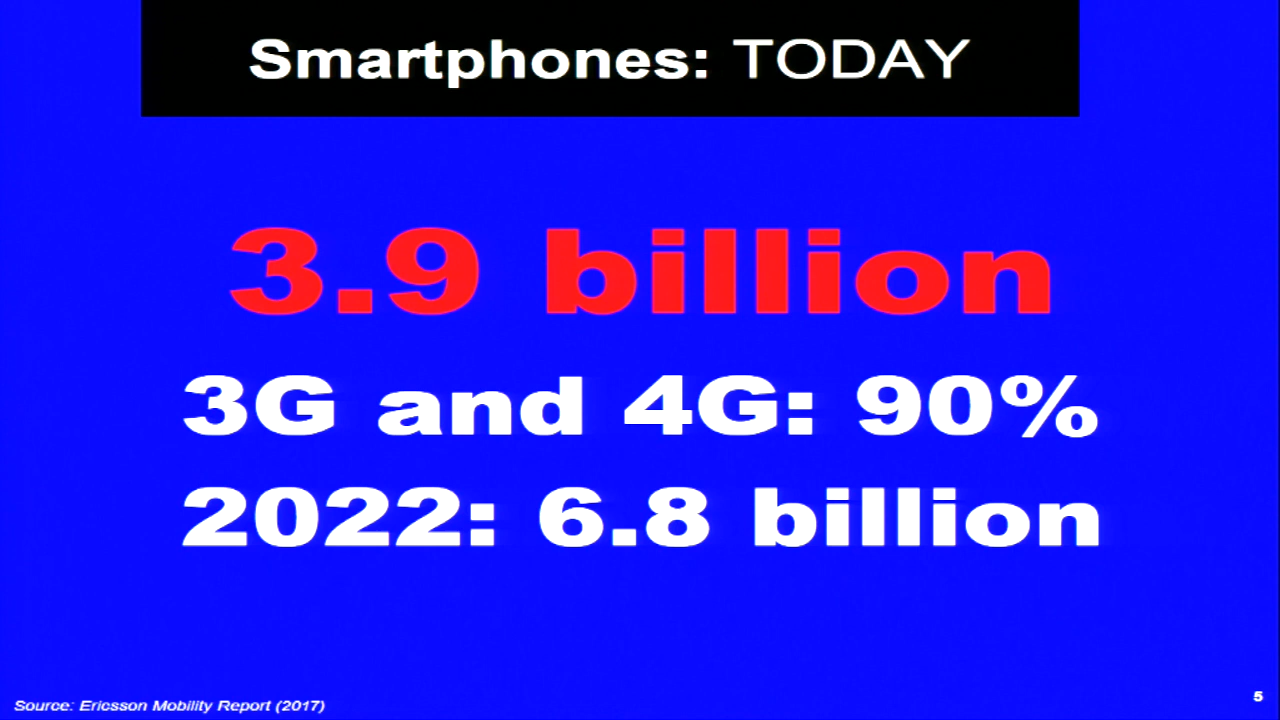 Smartphones: TODAY
3.9 billion
3G and 4G: 90%
2022: 6.8 billion
Source: Ericsson Mobility Report (2017)
5